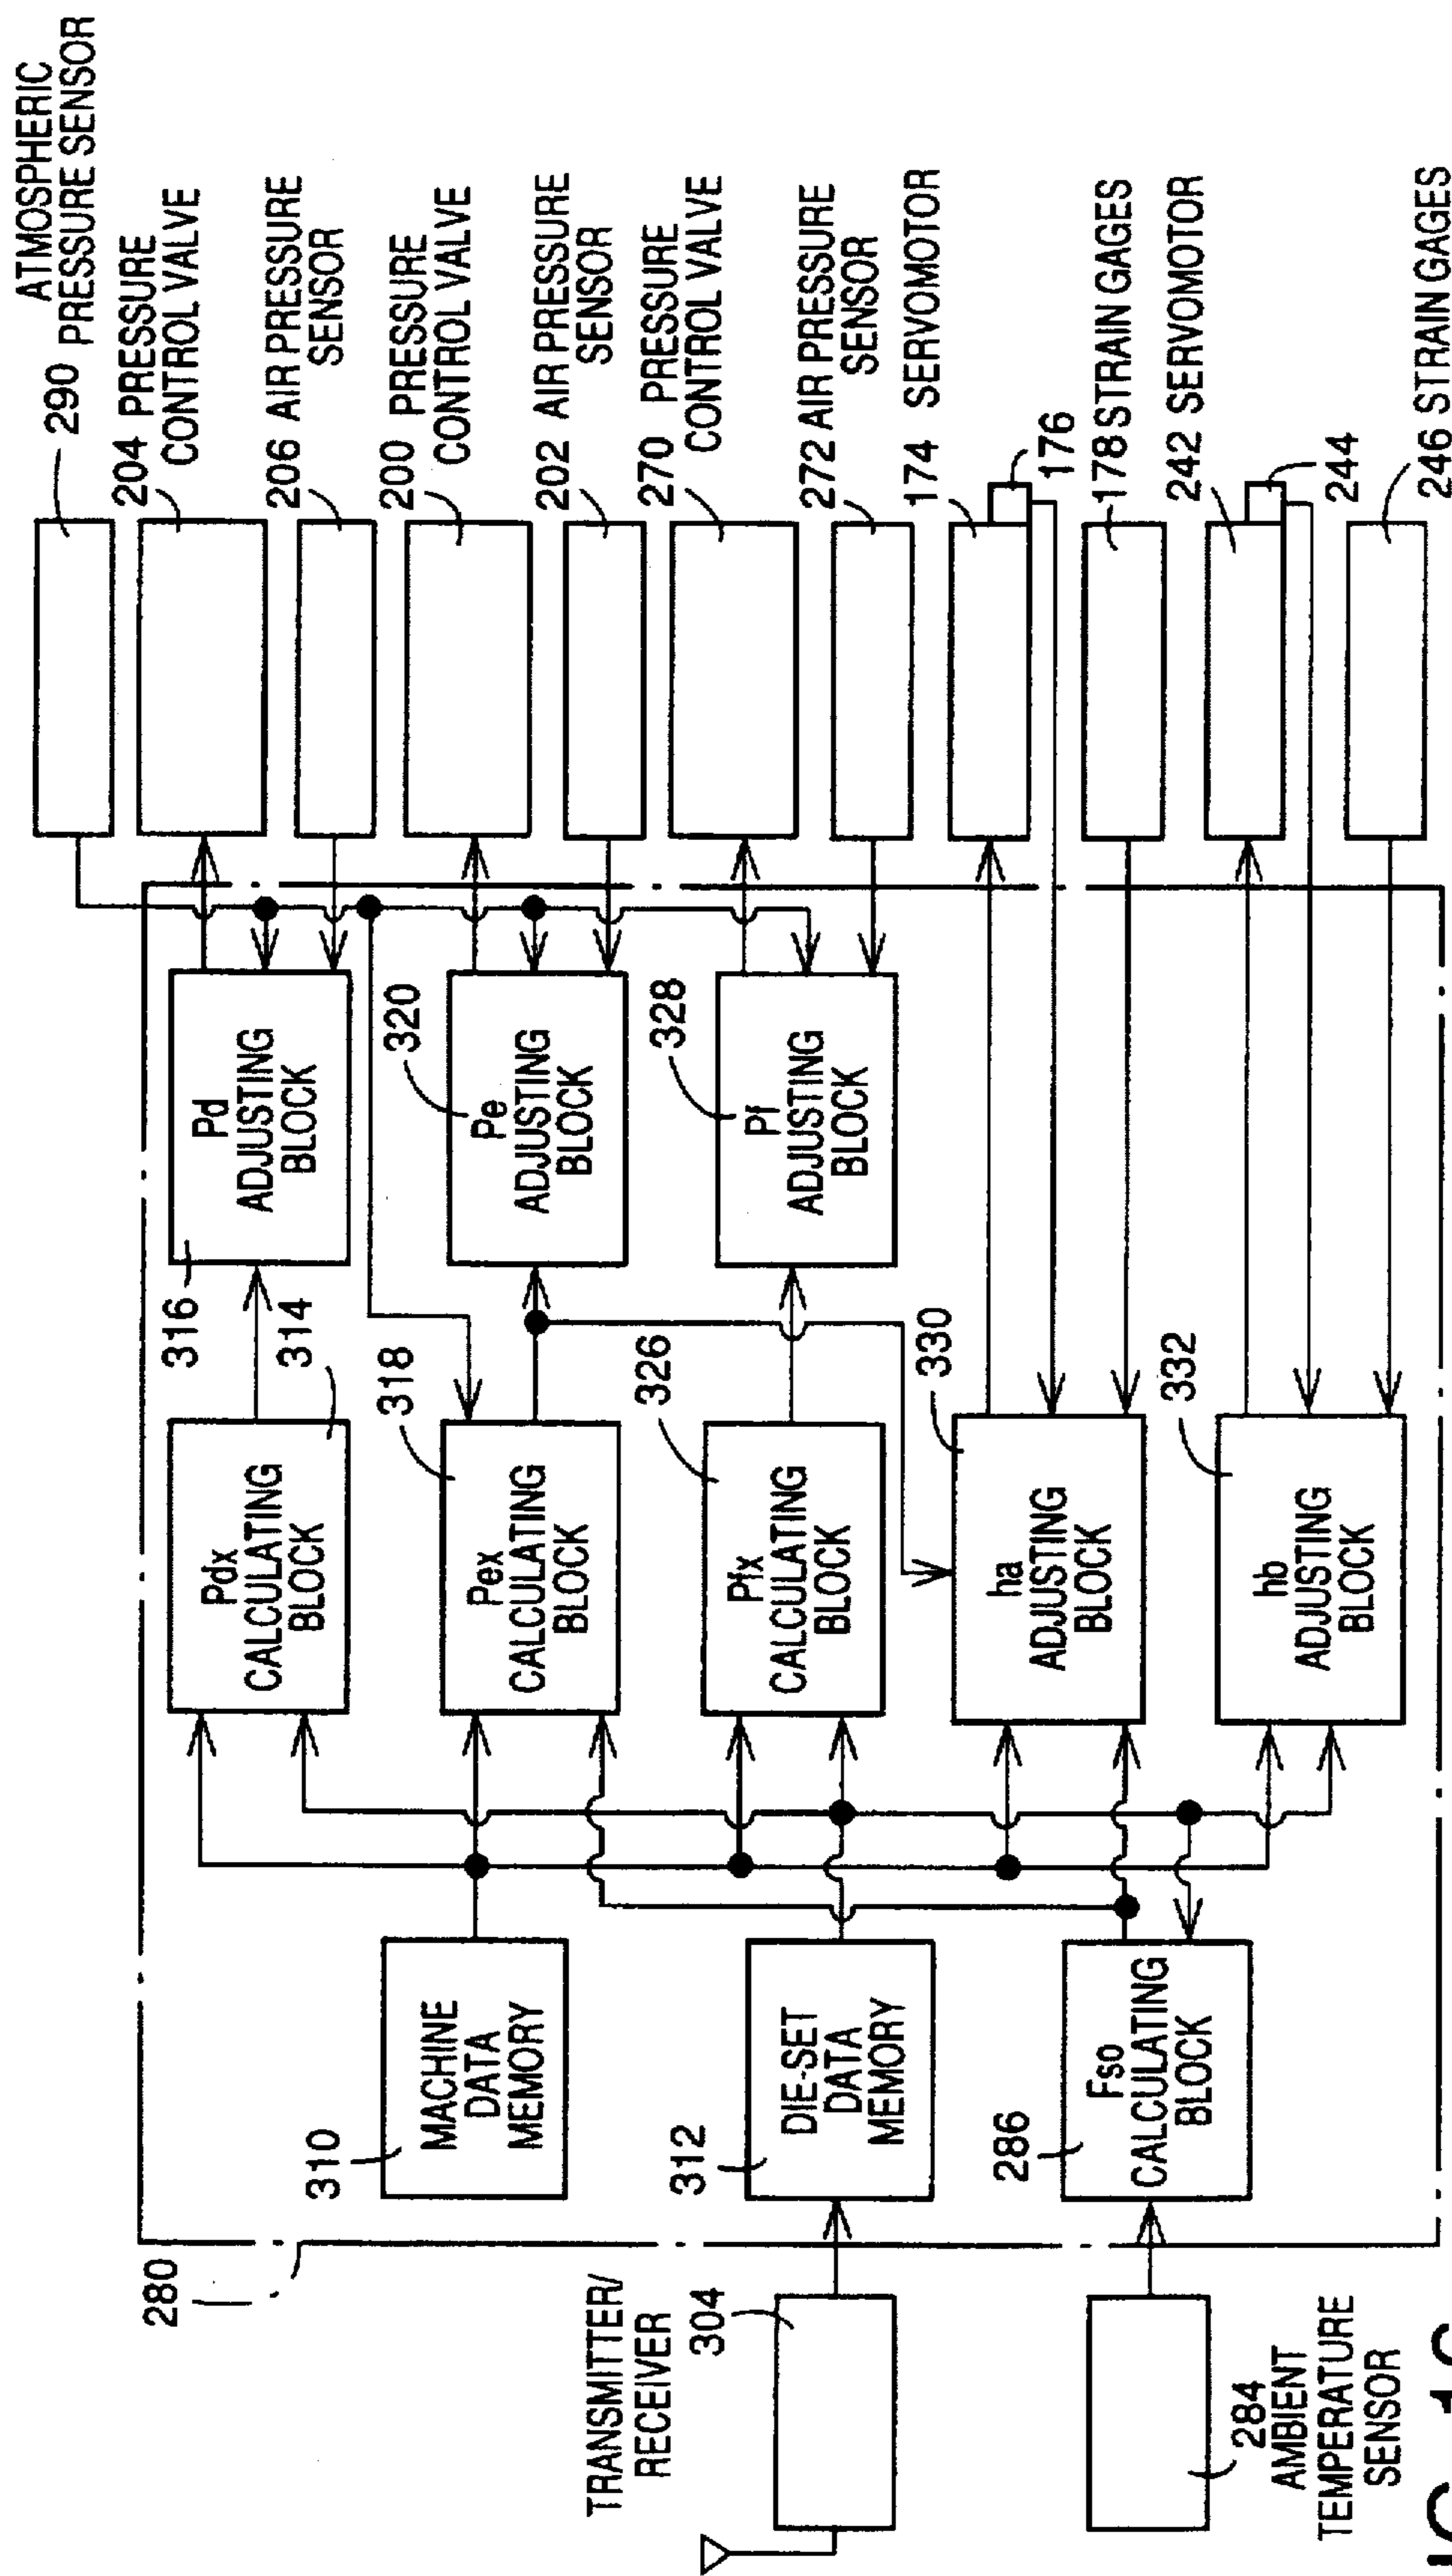 ATMOSPHERIC
290 PRESSURE SENSOR
204 PRESSURE
CONTROL VALVE
206 AIR PRESSURE
SENSOR
200 PRESSURE
CONTROL VALVE
202 AIR PRESSURE
SENSOR
270 PRESSURE
CONTROL VALVE
272 AIR PRESSURE
SENSOR
174 SERVOMOTOR
176
178 STRAIN GAGES
242 SERVOMOTOR
244
246 STRAIN GAGES
316
Pd
ADJUSTING
BLOCK
320
Pe
ADJUSTING
BLOCK
328
Pf
ADJUSTING
BLOCK
314
Pdx
CALCULATING
BLOCK
318
Pex
CALCULATING
BLOCK
326
Pfx
CALCULATING
BLOCK
330
ha
ADJUSTING
BLOCK
332
hb
ADJUSTING
BLOCK
310
MACHINE
DATA
MEMORY
312
DIE-SET
DATA
MEMORY
286
Fso
CALCULATING
BLOCK
280
TRANSMITTER/
RECEIVER
304
284
AMBIENT
TEMPERATURE
SENSOR